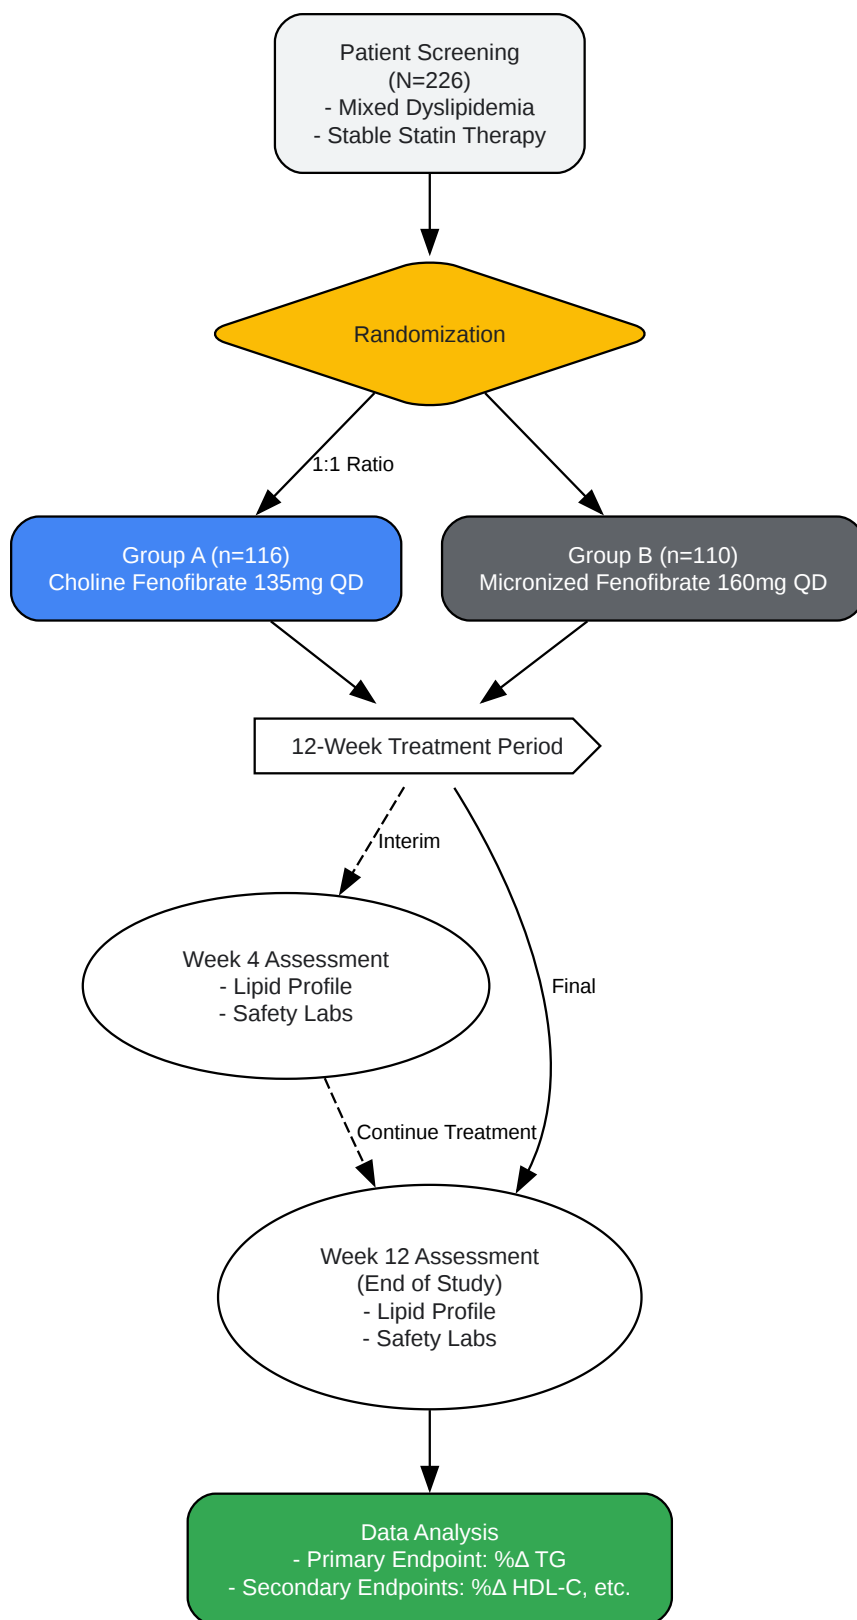 Patient Screening
(N=226)
- Mixed Dyslipidemia
- Stable Statin Therapy
Randomization
1:1 Ratio
Group A (n=116)
Choline Fenofibrate 135mg QD
Group B (n=110)
Micronized Fenofibrate 160mg QD
12-Week Treatment Period
Interim
Week 4 Assessment
- Lipid Profile
- Safety Labs
Final
Continue Treatment
Week 12 Assessment
(End of Study)
- Lipid Profile
- Safety Labs
Data Analysis
- Primary Endpoint: %Δ TG
- Secondary Endpoints: %Δ HDL-C, etc.